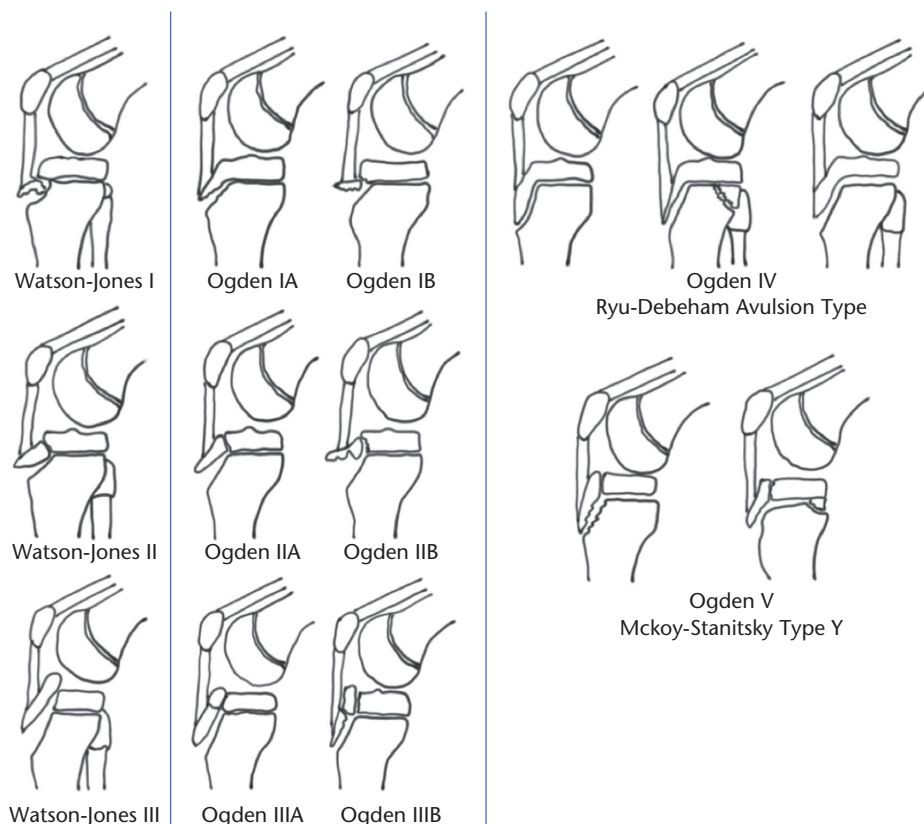 Watson-Jones I
Ogden IA
Ogden IB
Ogden IV
Ryu-Debeham Avulsion Type
Watson-Jones II
Ogden IIA
Ogden IIB
Ogden V
Mckoy-Stanitsky Type Y
Watson-Jones III
Ogden IIIA
Ogden IIIB